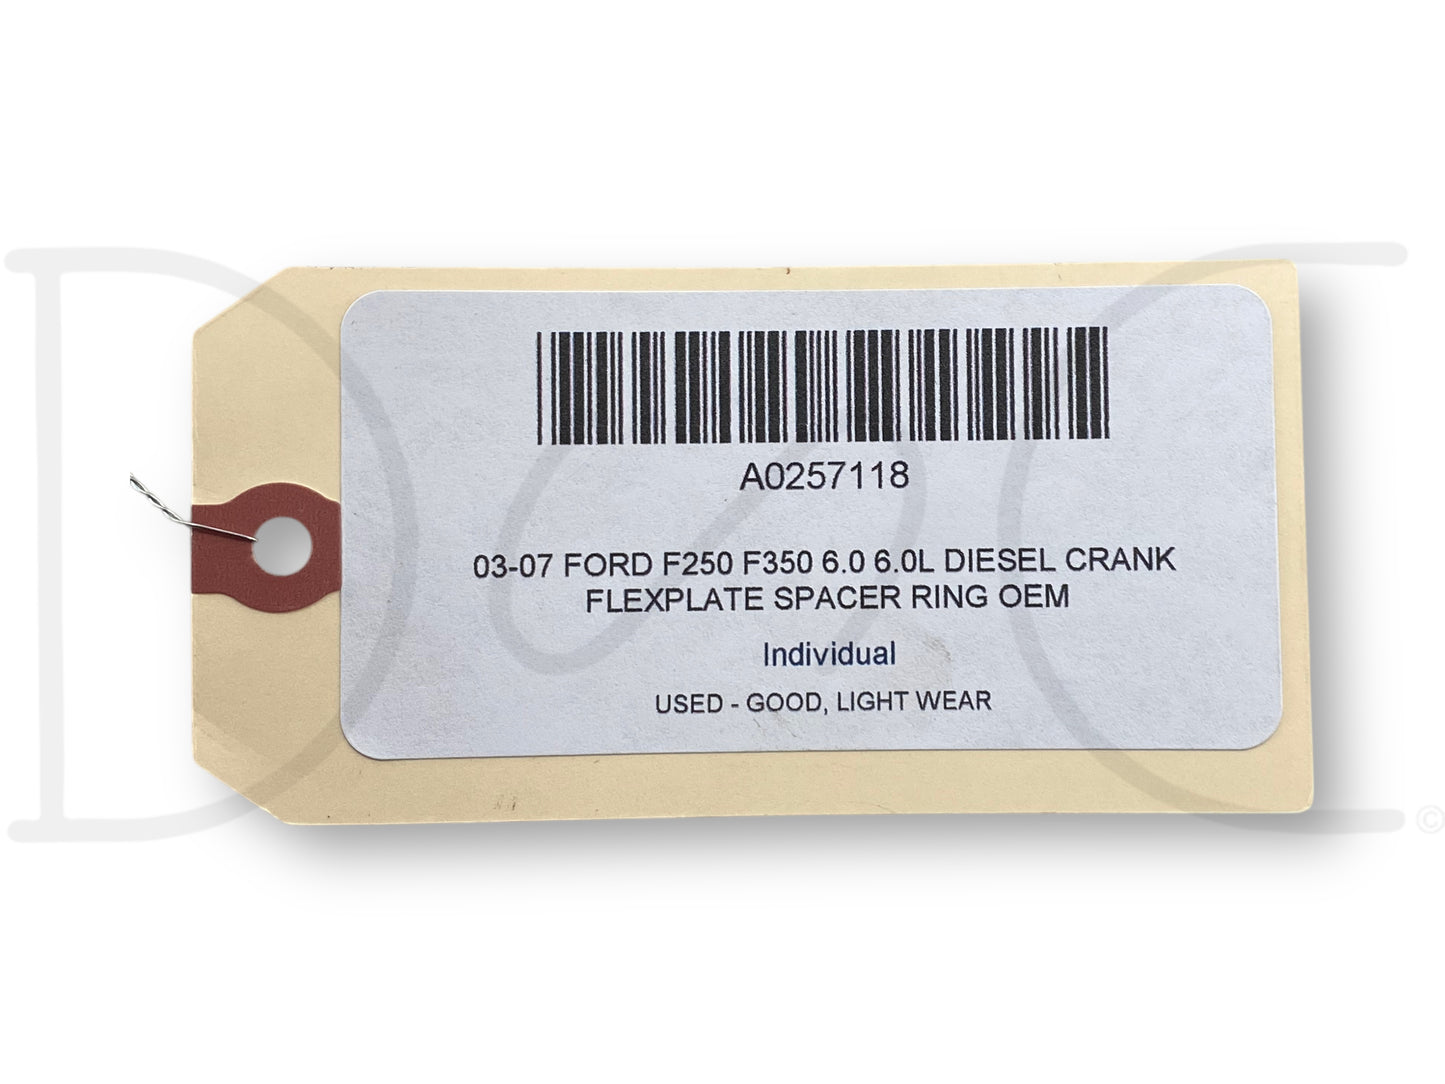 A0257118
03-07 FORD F250 F350 6.0 6.0L DIESEL CRANK
FLEXPLATE SPACER RING OEM
Individual
USED - GOOD, LIGHT WEAR
©